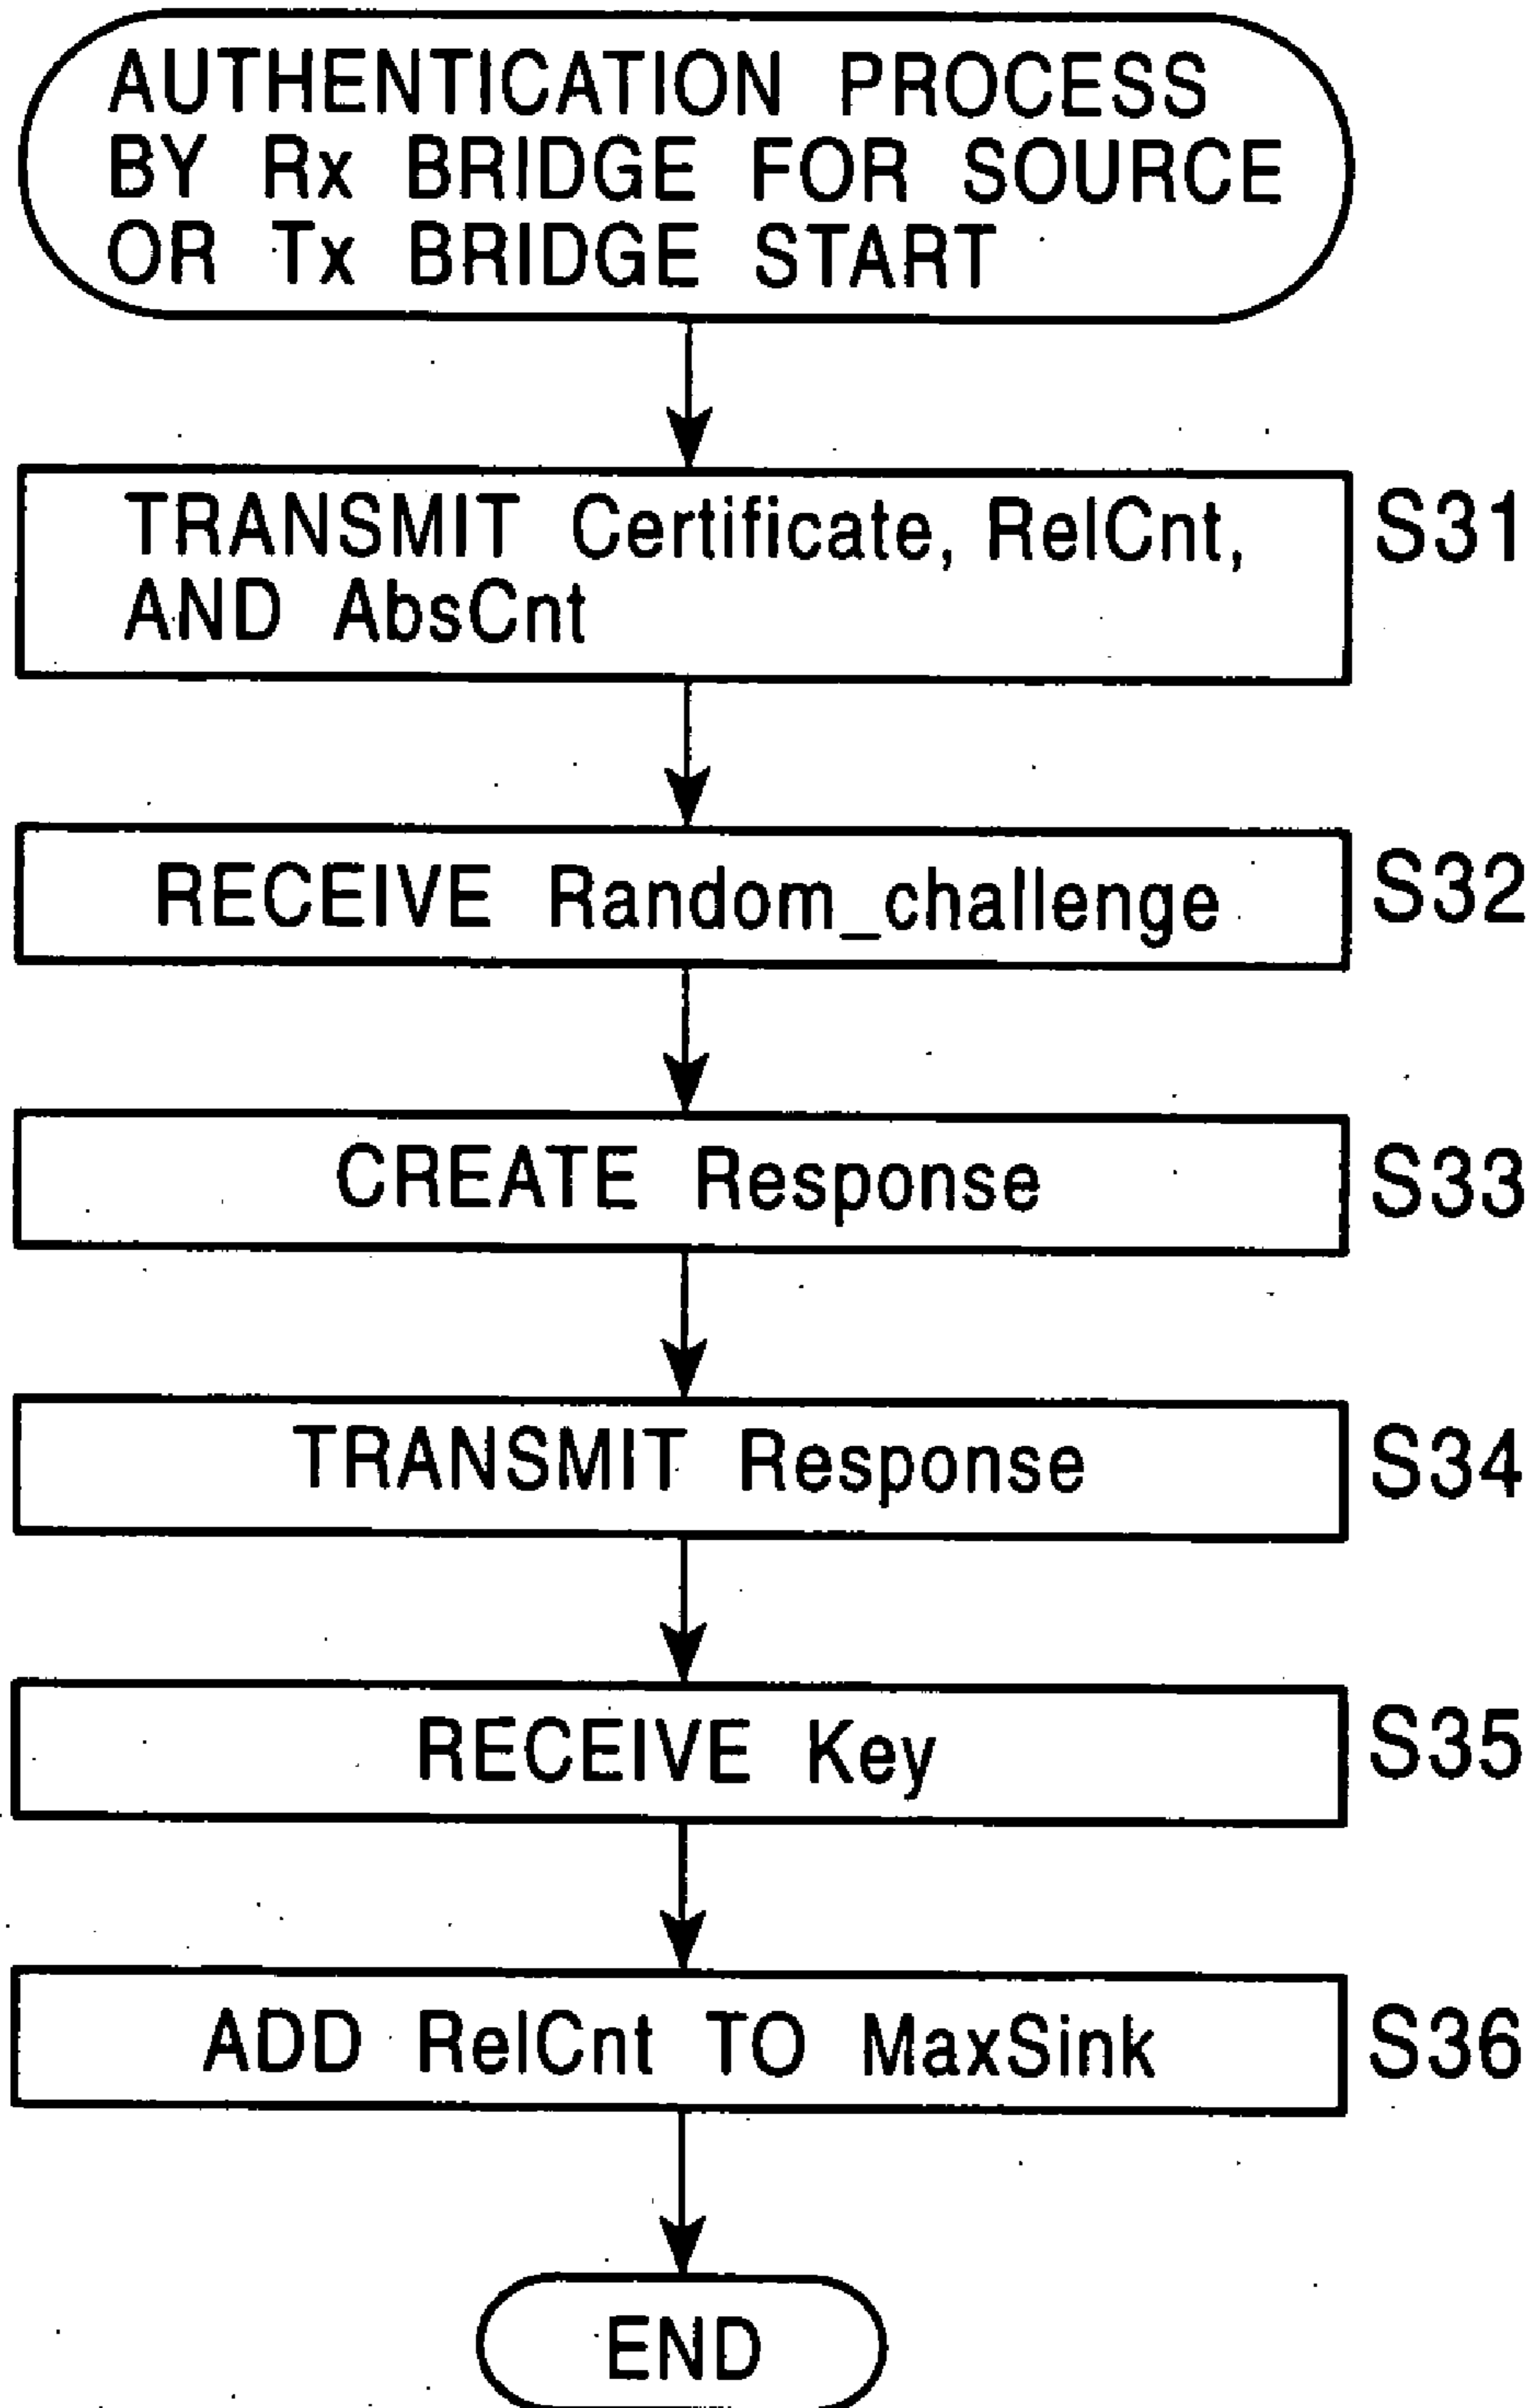 AUTHENTICATION PROCESS
BY Rx BRIDGE FOR SOURCE
OR Tx BRIDGE START
TRANSMIT Certificate, RelCnt,
AND AbsCnt
S31
RECEIVE Random_challenge
S32
CREATE Response
S33
TRANSMIT Response
S34
RECEIVE Key
S35
ADD RelCnt TO MaxSink
S36
END